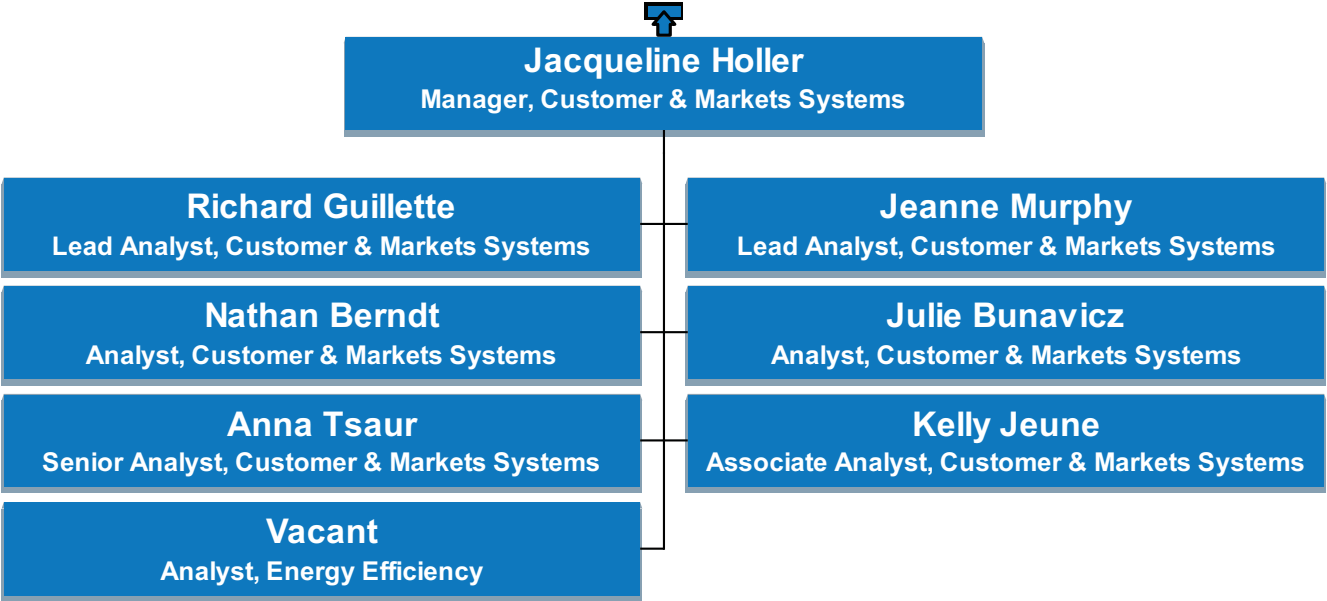 Jacqueline Holler
Manager, Customer & Markets Systems
Richard Guillette
Lead Analyst, Customer & Markets Systems
Jeanne Murphy
Lead Analyst, Customer & Markets Systems
Nathan Berndt
Analyst, Customer & Markets Systems
Julie Bunavicz
Analyst, Customer & Markets Systems
Anna Tsaur
Senior Analyst, Customer & Markets Systems
Kelly Jeune
Associate Analyst, Customer & Markets Systems
Vacant
Analyst, Energy Efficiency